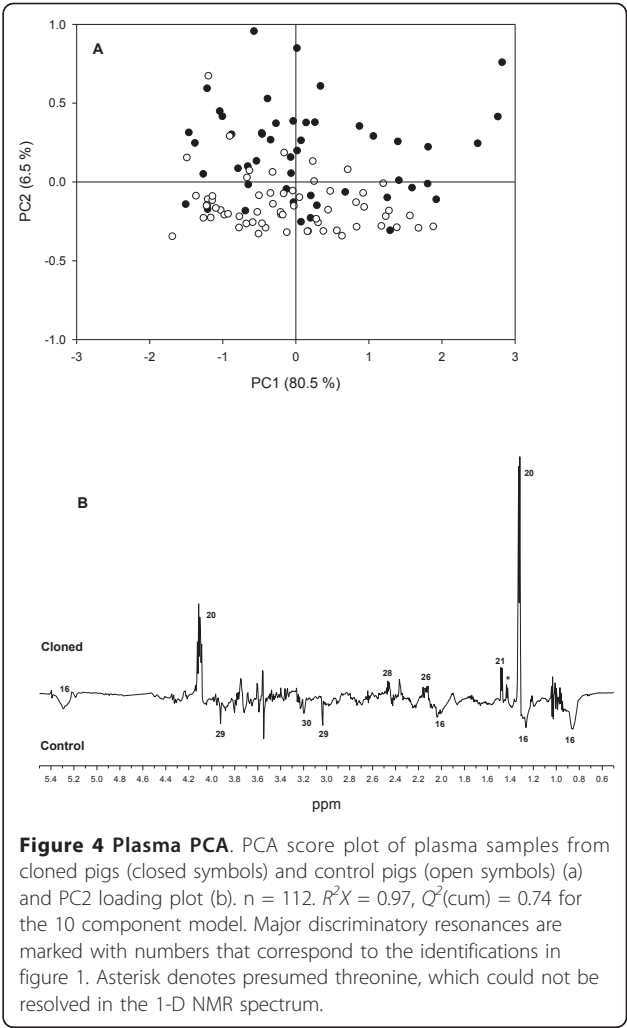 A
1.0
0.5
0.0
-0.5
-1.0
PC2 (6.5 %)
-3 -2 -1 0 1 2 3
PC1 (80.5 %)
B
20
20
Cloned
16
28
26
21
*
29
30
29
16
16
16
Control
5.4 5.2 5.0 4.8 4.6 4.4 4.2 4.0 3.8 3.6 3.4 3.2 3.0 2.8 2.6 2.4 2.2 2.0 1.8 1.6 1.4 1.2 1.0 0.8 0.6
ppm
Figure 4 Plasma PCA. PCA score plot of plasma samples from
cloned pigs (closed symbols) and control pigs (open symbols) (a)
and PC2 loading plot (b). n = 112. R²X = 0.97, Q²(cum) = 0.74 for
the 10 component model. Major discriminatory resonances are
marked with numbers that correspond to the identifications in
figure 1. Asterisk denotes presumed threonine, which could not be
resolved in the 1-D NMR spectrum.